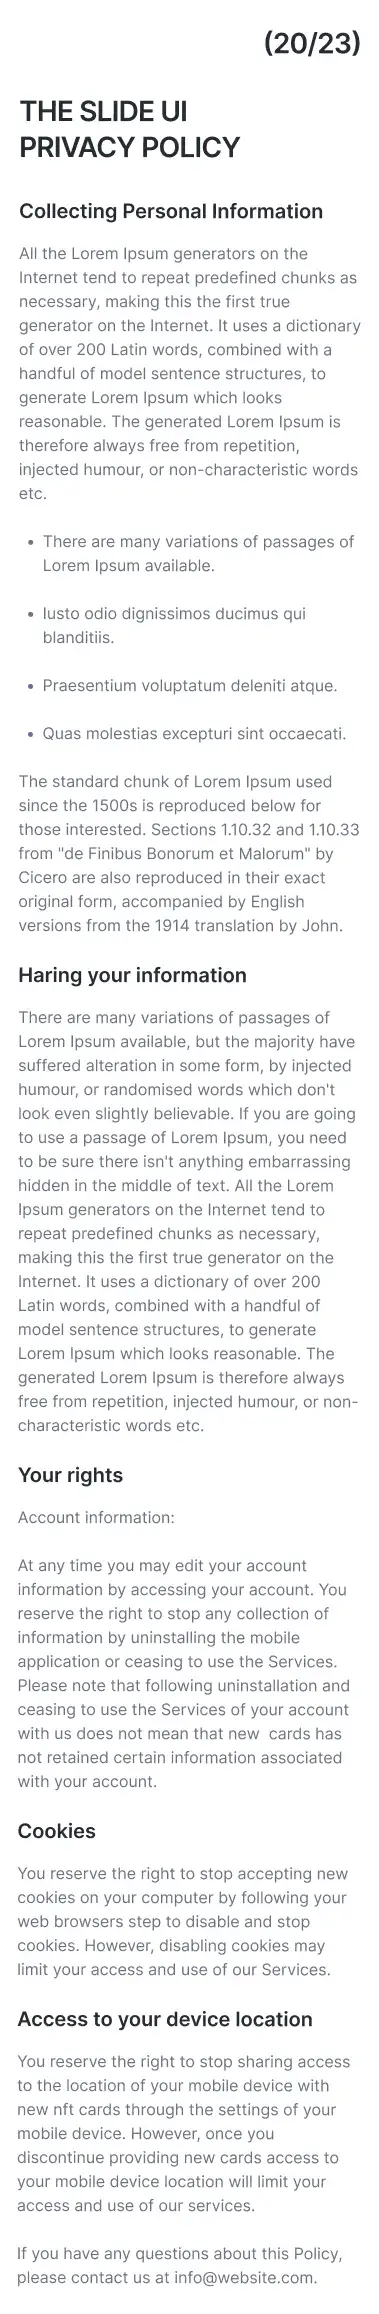 (20/23)
THE SLIDE UI
PRIVACY POLICY
Collecting Personal Information
All the Lorem Ipsum generators on the
Internet tend to repeat predefined chunks as
necessary, making this the first true
generator on the Internet. It uses a dictionary
of over 200 Latin words, combined with a
handful of model sentence structures, to
generate Lorem Ipsum which looks
reasonable. The generated Lorem Ipsum is
therefore always free from repetition,
injected humour, or non-characteristic words
etc.
• There are many variations of passages of
Lorem Ipsum available.
• Iusto odio dignissimos ducimus qui
blanditiis.
• Praesentium voluptatum deleniti atque.
• Quas molestias excepturi sint occaecati.
The standard chunk of Lorem Ipsum used
since the 1500s is reproduced below for
those interested. Sections 1.10.32 and 1.10.33
from "de Finibus Bonorum et Malorum" by
Cicero are also reproduced in their exact
original form, accompanied by English
versions from the 1914 translation by John.
Haring your information
There are many variations of passages of
Lorem Ipsum available, but the majority have
suffered alteration in some form, by injected
humour, or randomised words which don't
look even slightly believable. If you are going
to use a passage of Lorem Ipsum, you need
to be sure there isn't anything embarrassing
hidden in the middle of text. All the Lorem
Ipsum generators on the Internet tend to
repeat predefined chunks as necessary,
making this the first true generator on the
Internet. It uses a dictionary of over 200
Latin words, combined with a handful of
model sentence structures, to generate
Lorem Ipsum which looks reasonable. The
generated Lorem Ipsum is therefore always
free from repetition, injected humour, or non-
characteristic words etc.
Your rights
Account information:
At any time you may edit your account
information by accessing your account. You
reserve the right to stop any collection of
information by uninstalling the mobile
application or ceasing to use the Services.
Please note that following uninstallation and
ceasing to use the Services of your account
with us does not mean that new  cards has
not retained certain information associated
with your account.
Cookies
You reserve the right to stop accepting new
cookies on your computer by following your
web browsers step to disable and stop
cookies. However, disabling cookies may
limit your access and use of our Services.
Access to your device location
You reserve the right to stop sharing access
to the location of your mobile device with
new nft cards through the settings of your
mobile device. However, once you
discontinue providing new cards access to
your mobile device location will limit your
access and use of our services.
If you have any questions about this Policy,
please contact us at info@website.com.